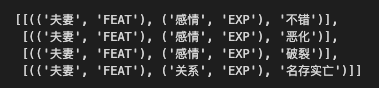 [[(('夫妻', 'FEAT'), ('感情', 'EXP'), '不错')],
[(('夫妻', 'FEAT'), ('感情', 'EXP'), '恶化')],
[(('夫妻', 'FEAT'), ('感情', 'EXP'), '破裂')],
[(('夫妻', 'FEAT'), ('关系', 'EXP'), '名存实亡')]]